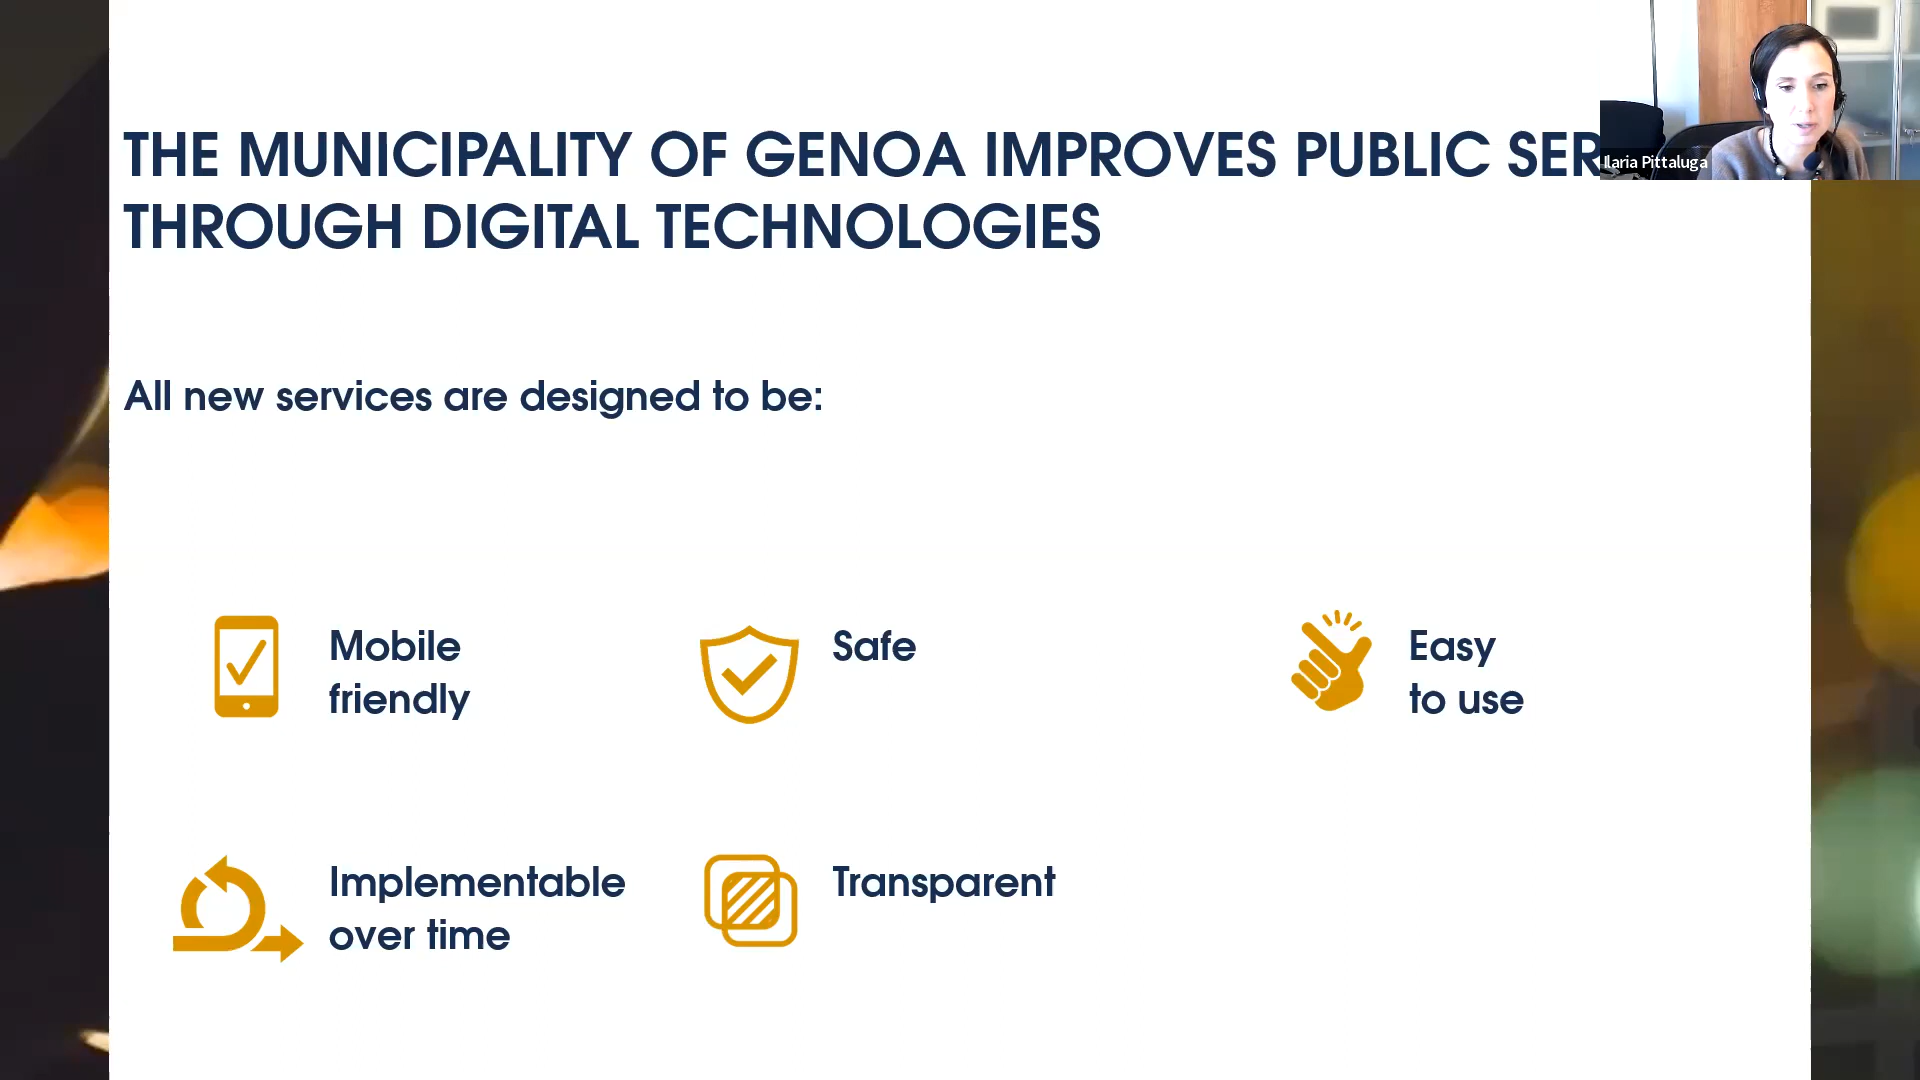 THE MUNICIPALITY OF GENOA IMPROVES PUBLIC
THROUGH DIGITAL TECHNOLOGIES
Ilaria Pittaluga
All new services are designed to be:
Mobile
friendly
Safe
Easy
to use
Implementable
over time
Transparent